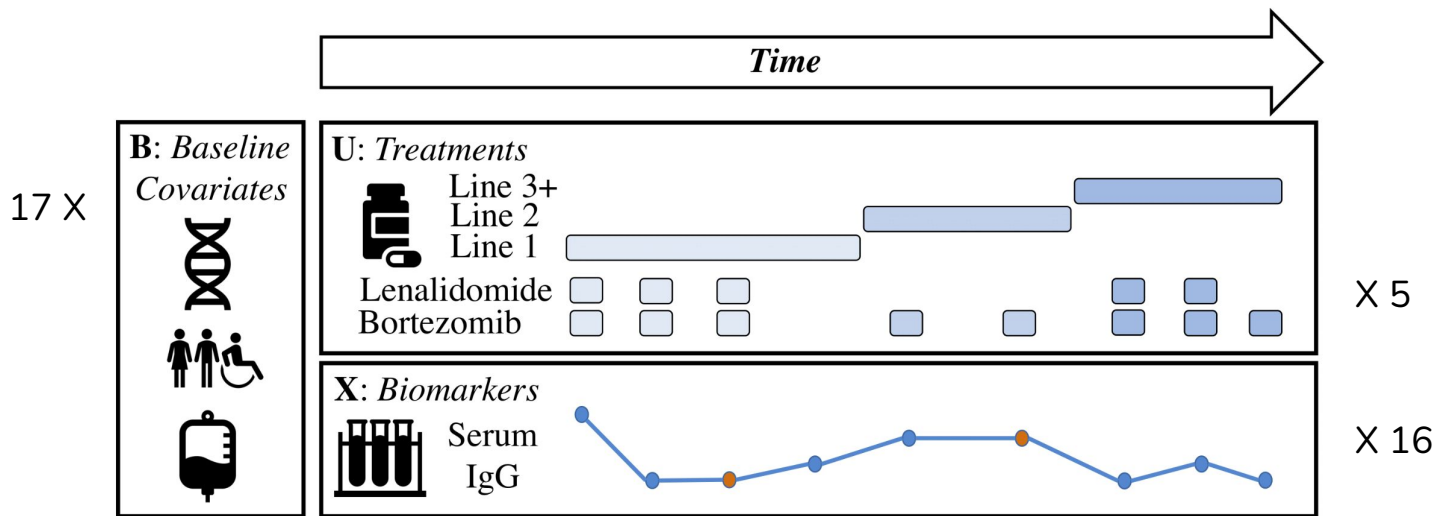 Time
B: Baseline
Covariates
17 X
U: Treatments
Line 3+
Line 2
Line 1
Lenalidomide
Bortezomib
X 5
X: Biomarkers
Serum
IgG
X 16